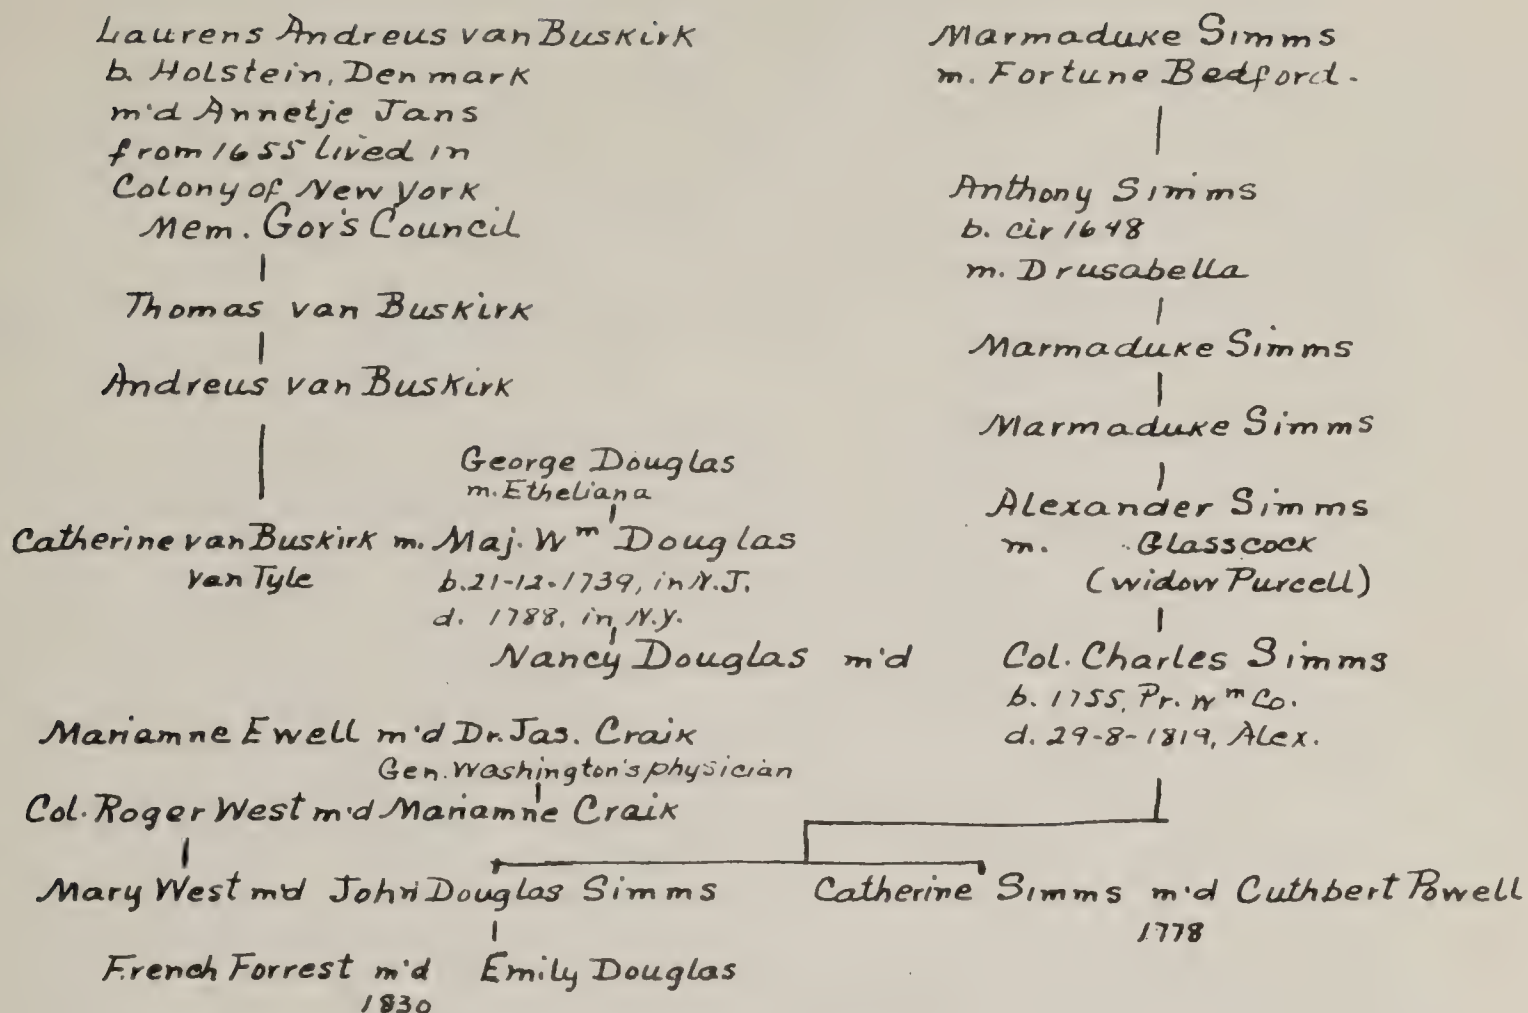 Laurens Andreus van Buskirk
b. Holstein, Denmark
m'd Annetje Jans
from 1655 lived in
Colony of New York
Mem. Gov's Council
Thomas van Buskirk
Andreus van Buskirk
George Douglas
m. Etheliana
Catherine van Buskirk m. Maj. Wm Douglas
van Tyle
b. 21-12-1739, in N.J.
d. 1788, in N.Y.
Marmaduke Simms
m. Fortune Bedford.
Anthony Simms
b. cir 1648
m. Drusabella
Marmaduke Simms
Marmaduke Simms
Alexander Simms
m. Glasscock
(widow Purcell)
Nancy Douglas m'd Col. Charles Simms
b. 1755, Pr. Wm Co.
d. 29-8-1819, Alex.
Mariamne Ewell m'd Dr. Jas. Craik
Gen. Washington's physician
Col. Roger West m'd Mariamne Craik
Mary West m'd John Douglas Simms
Catherine Simms m'd Cuthbert Powell
1778
French Forrest m'd Emily Douglas
1830